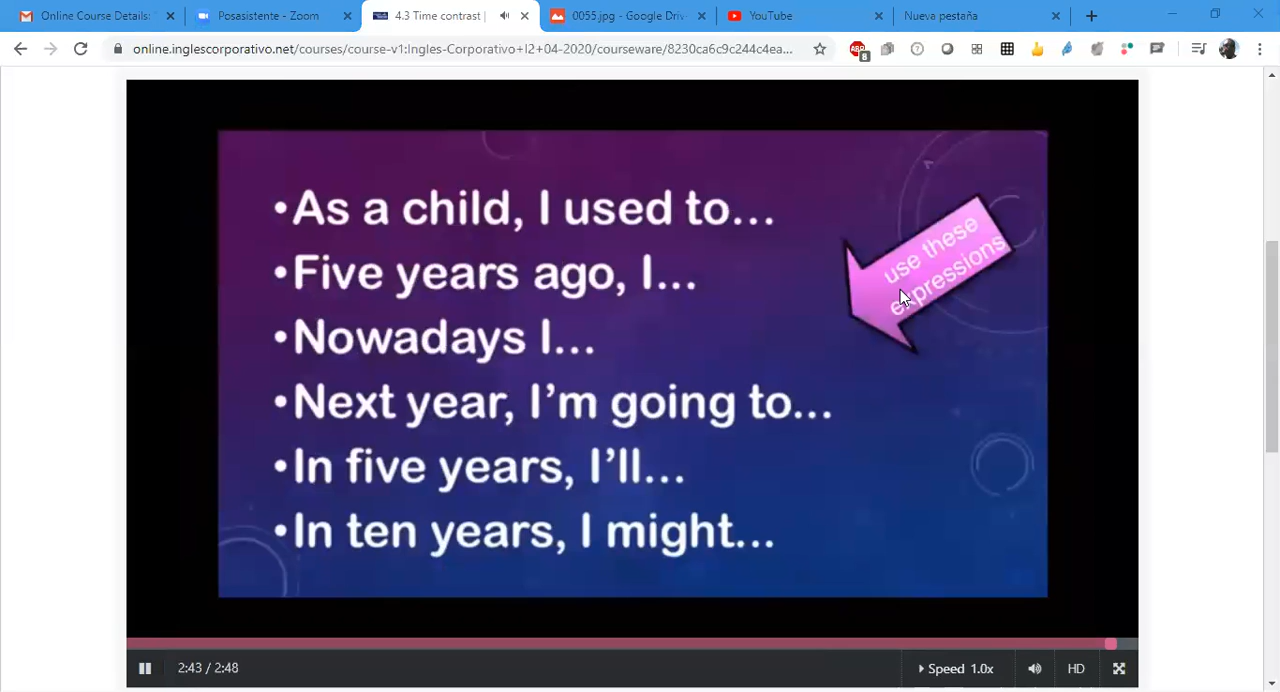 Online Course Details:
Posasistente - Zoom
4.3 Time contrast |
0055.jpg - Google Driv
YouTube
Nueva pestaña
online.inglescorporativo.net/courses/course-v1:Ingles-Corporativo+I2+04-2020/courseware/8230ca6c9c244c4ea...
ABP
8
•As a child, I used to...
•Five years ago, I...
•Nowadays I...
•Next year, I'm going to...
•In five years, I'll...
•In ten years, I might...
use these
expressions
2:43 / 2:48
Speed 1.0x
HD